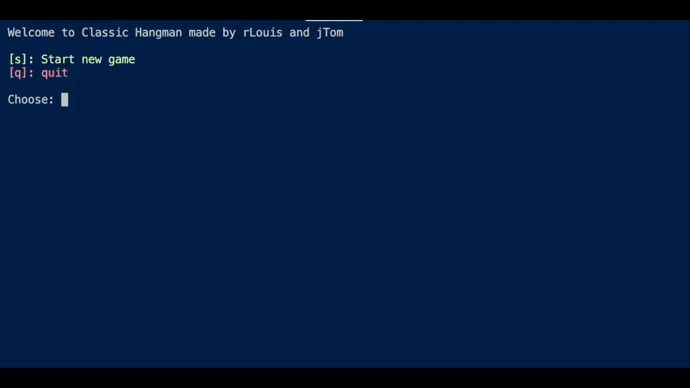 Welcome to Classic Hangman made by rLouis and jTom
[s]: Start new game
[q]: quit
Choose: